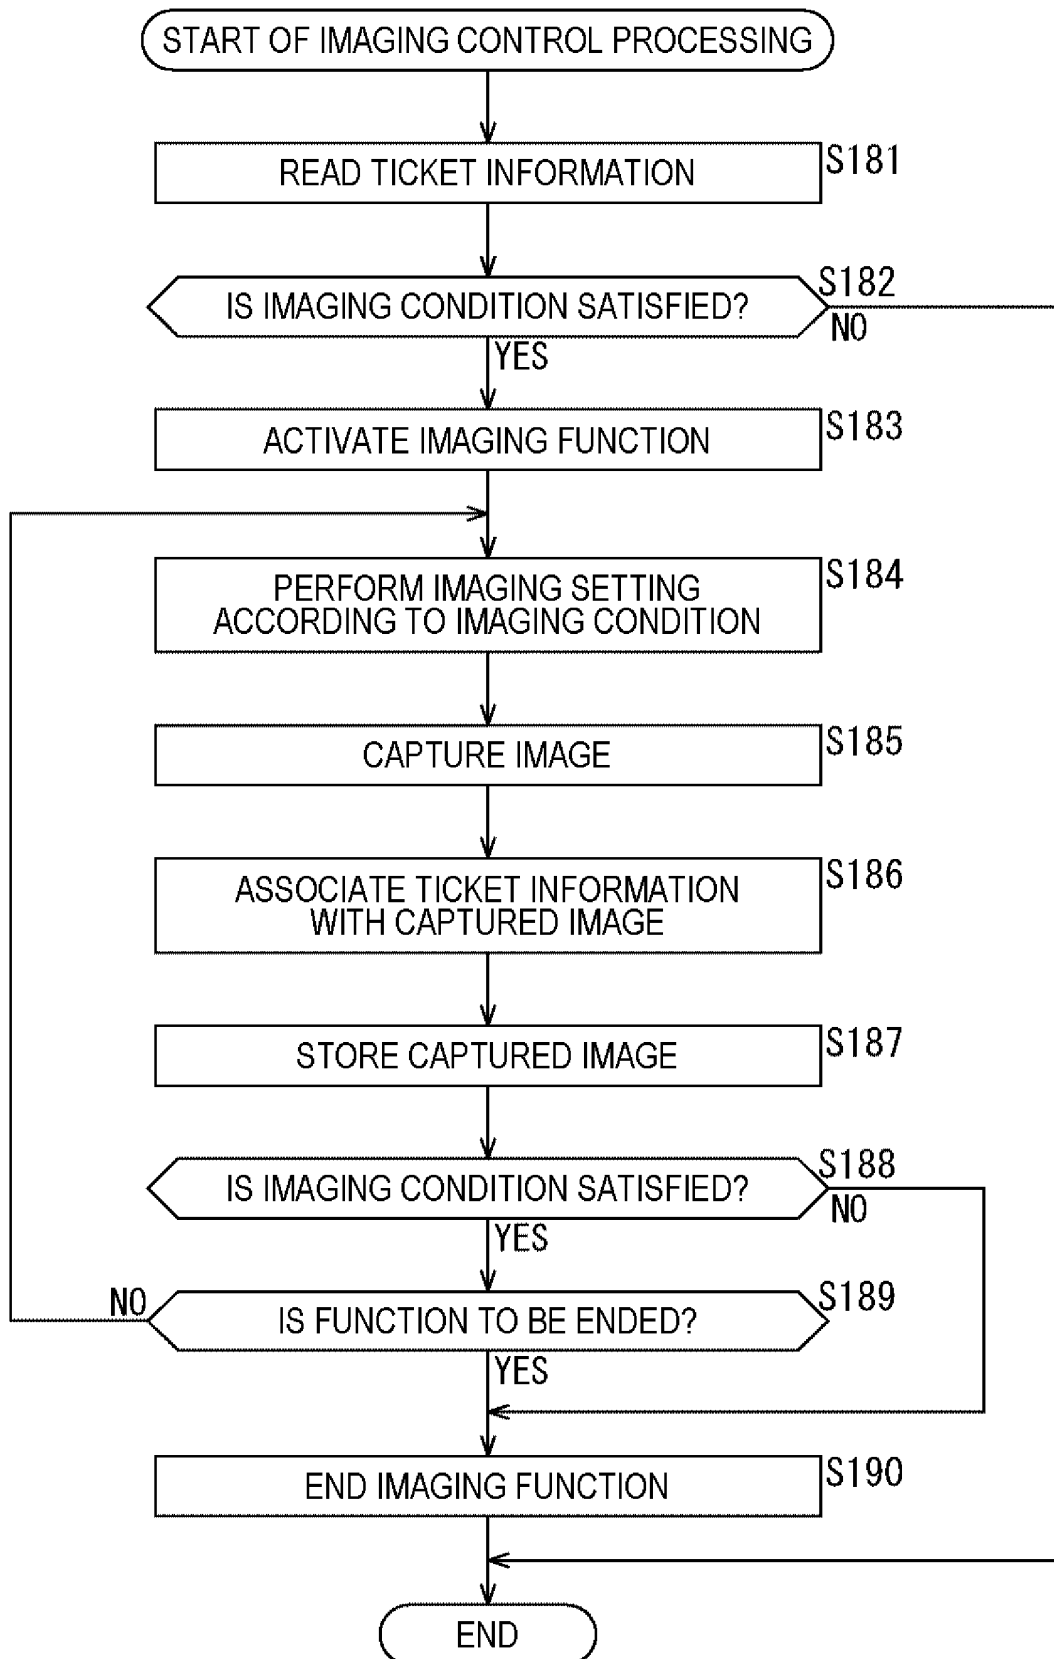 START OF IMAGING CONTROL PROCESSING
READ TICKET INFORMATION
S181
IS IMAGING CONDITION SATISFIED?
S182
NO
YES
ACTIVATE IMAGING FUNCTION
S183
PERFORM IMAGING SETTING
ACCORDING TO IMAGING CONDITION
S184
CAPTURE IMAGE
S185
ASSOCIATE TICKET INFORMATION
WITH CAPTURED IMAGE
S186
STORE CAPTURED IMAGE
S187
IS IMAGING CONDITION SATISFIED?
S188
NO
YES
NO
IS FUNCTION TO BE ENDED?
S189
YES
END IMAGING FUNCTION
S190
END